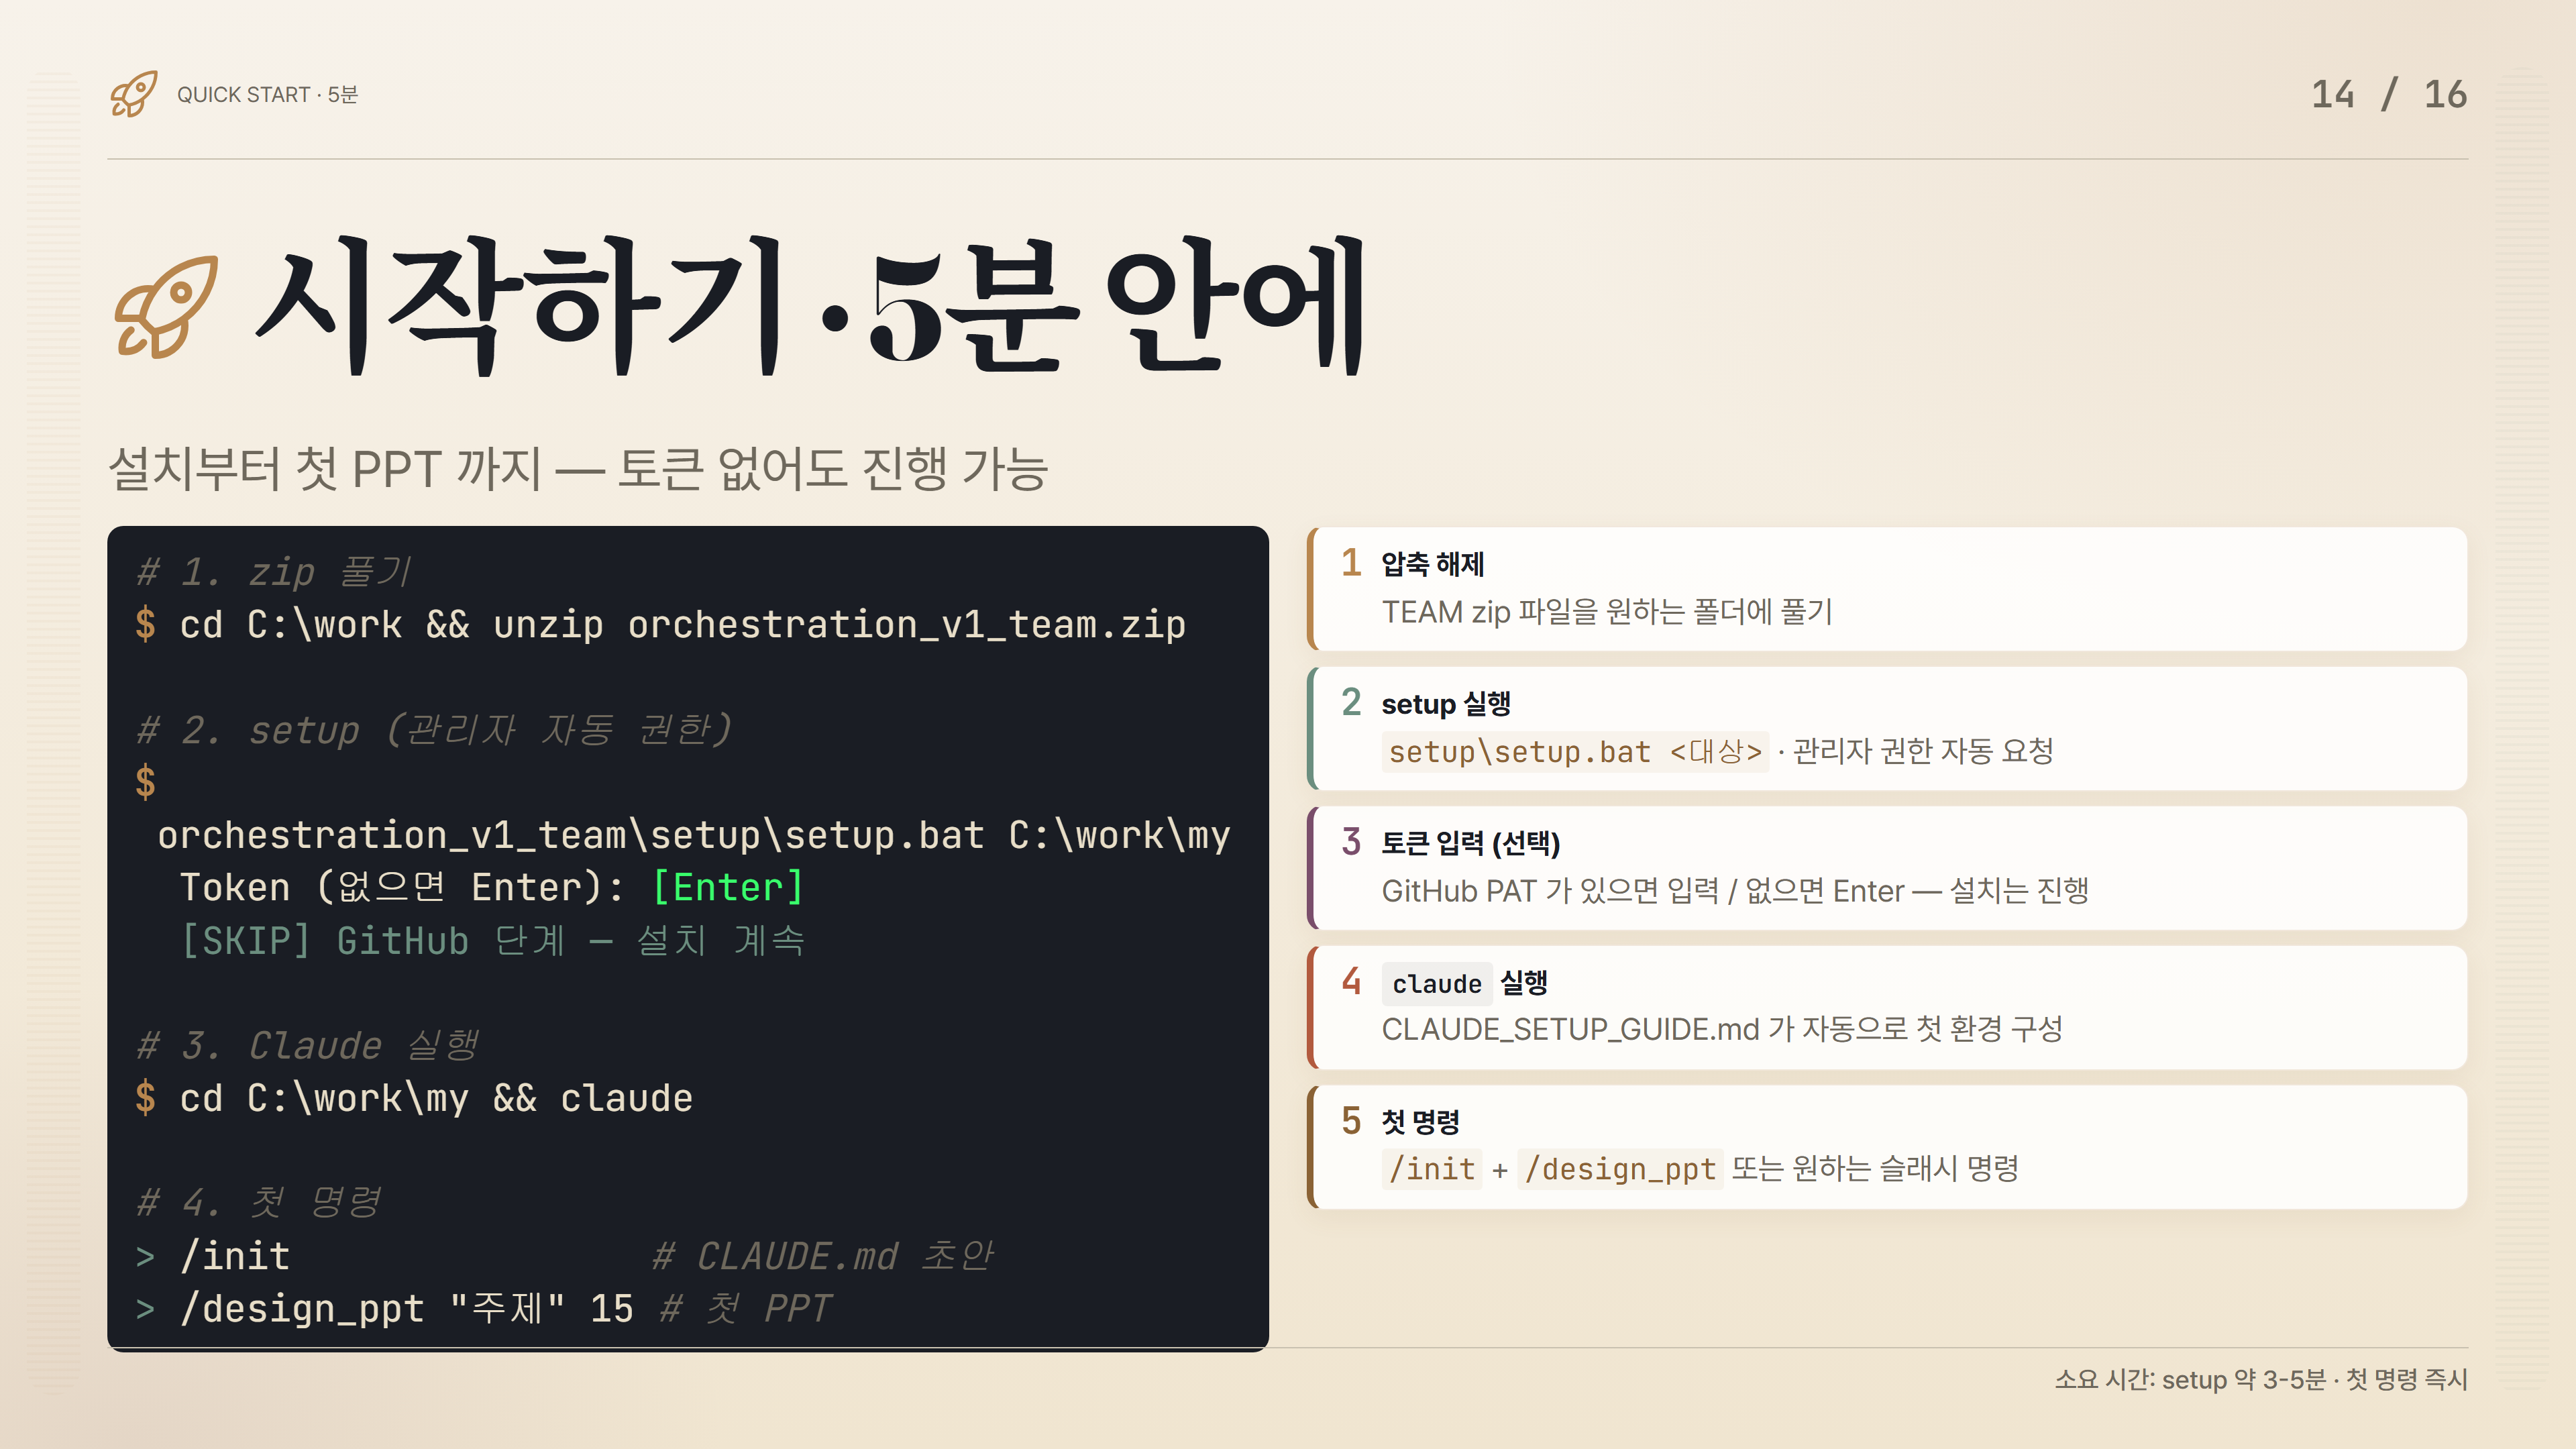 QUICK START · 5분
14 / 16
시작하기 · 5분 안에
설치부터 첫 PPT 까지 — 토큰 없어도 진행 가능
# 1. zip 풀기
$ cd C:\work && unzip orchestration_v1_team.zip
# 2. setup (관리자 자동 권한)
$
orchestration_v1_team\setup\setup.bat C:\work\my
Token (없으면 Enter): [Enter]
[SKIP] GitHub 단계 — 설치 계속
# 3. Claude 실행
$ cd C:\work\my && claude
# 4. 첫 명령
> /init # CLAUDE.md 초안
> /design_ppt "주제" 15 # 첫 PPT
1 압축 해제
TEAM zip 파일을 원하는 폴더에 풀기
2 setup 실행
setup\setup.bat <대상> · 관리자 권한 자동 요청
3 토큰 입력 (선택)
GitHub PAT 가 있으면 입력 / 없으면 Enter — 설치는 진행
4 claude 실행
CLAUDE_SETUP_GUIDE.md 가 자동으로 첫 환경 구성
5 첫 명령
/init + /design_ppt 또는 원하는 슬래시 명령
소요 시간: setup 약 3-5분 · 첫 명령 즉시